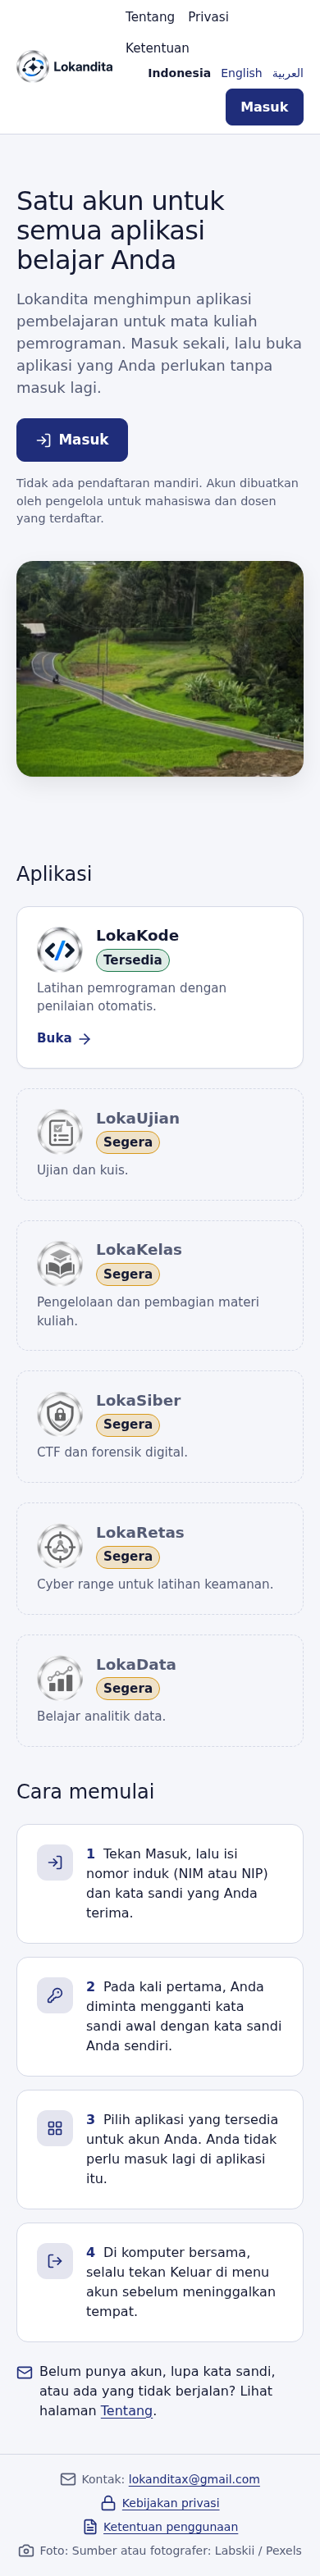 Tentang Privasi
Ketentuan
Lokandita
Indonesia English العربية
Masuk
Satu akun untuk
semua aplikasi
belajar Anda
Lokandita menghimpun aplikasi
pembelajaran untuk mata kuliah
pemrograman. Masuk sekali, lalu buka
aplikasi yang Anda perlukan tanpa
masuk lagi.
Masuk
Tidak ada pendaftaran mandiri. Akun dibuatkan
oleh pengelola untuk mahasiswa dan dosen
yang terdaftar.
Aplikasi
LokaKode
Tersedia
Latihan pemrograman dengan
penilaian otomatis.
Buka
LokaUjian
Segera
Ujian dan kuis.
LokaKelas
Segera
Pengelolaan dan pembagian materi
kuliah.
LokaSiber
Segera
CTF dan forensik digital.
LokaRetas
Segera
Cyber range untuk latihan keamanan.
LokaData
Segera
Belajar analitik data.
Cara memulai
1 Tekan Masuk, lalu isi
nomor induk (NIM atau NIP)
dan kata sandi yang Anda
terima.
2 Pada kali pertama, Anda
diminta mengganti kata
sandi awal dengan kata sandi
Anda sendiri.
3 Pilih aplikasi yang tersedia
untuk akun Anda. Anda tidak
perlu masuk lagi di aplikasi
itu.
4 Di komputer bersama,
selalu tekan Keluar di menu
akun sebelum meninggalkan
tempat.
Belum punya akun, lupa kata sandi,
atau ada yang tidak berjalan? Lihat
halaman Tentang.
Kontak: lokanditax@gmail.com
Kebijakan privasi
Ketentuan penggunaan
Foto: Sumber atau fotografer: Labskii / Pexels